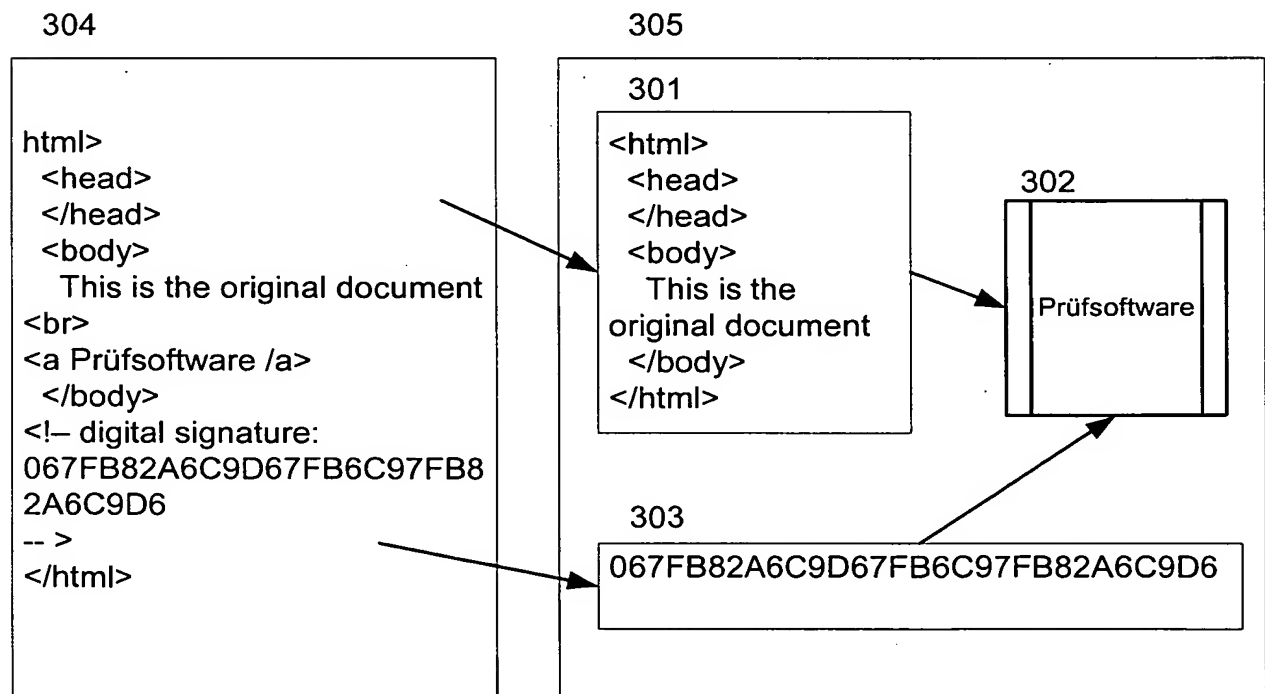 304
html>
<head>
</head>
<body>
This is the original document
<br>
<a Prüfsoftware /a>
</body>
<!– digital signature:
067FB82A6C9D67FB6C97FB8
2A6C9D6
-- >
</html>
305
301
<html>
<head>
</head>
<body>
This is the
original document
</body>
</html>
302
Prüfsoftware
303
067FB82A6C9D67FB6C97FB82A6C9D6